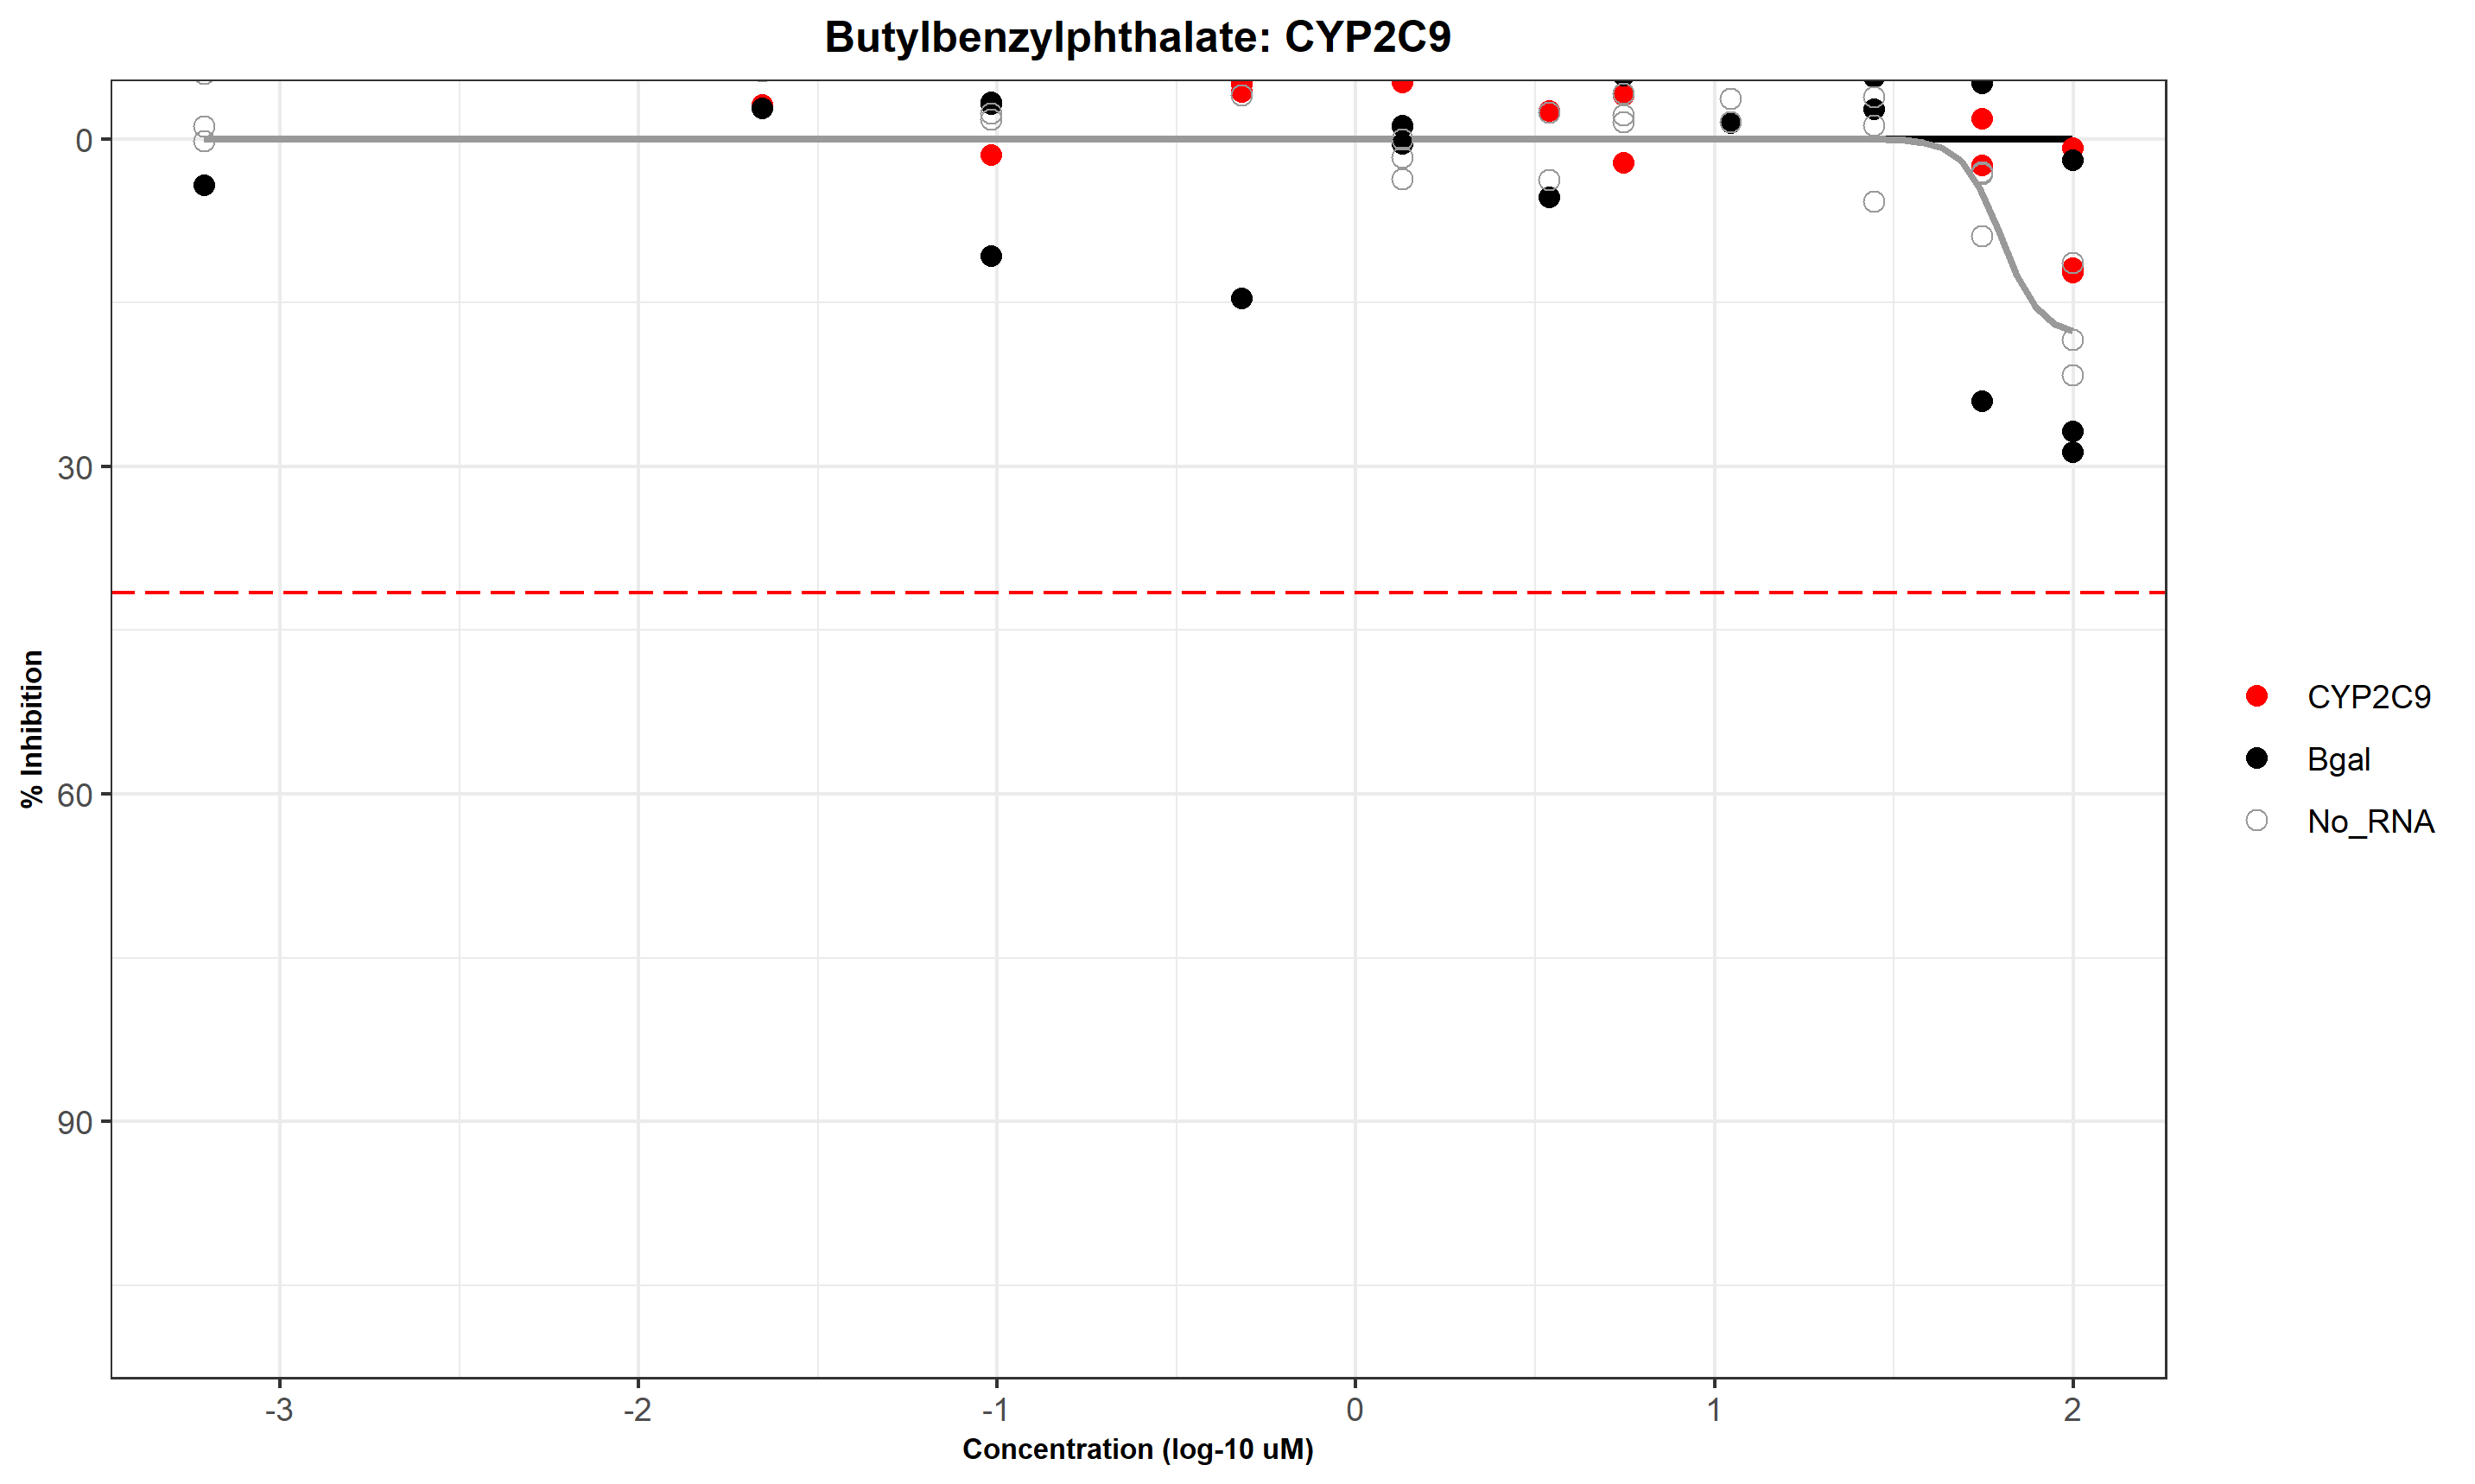 Butylbenzylphthalate: CYP2C9
0
30
60
90
% Inhibition
-3
-2
-1
0
1
2
Concentration (log-10 uM)
CYP2C9
Bgal
No_RNA